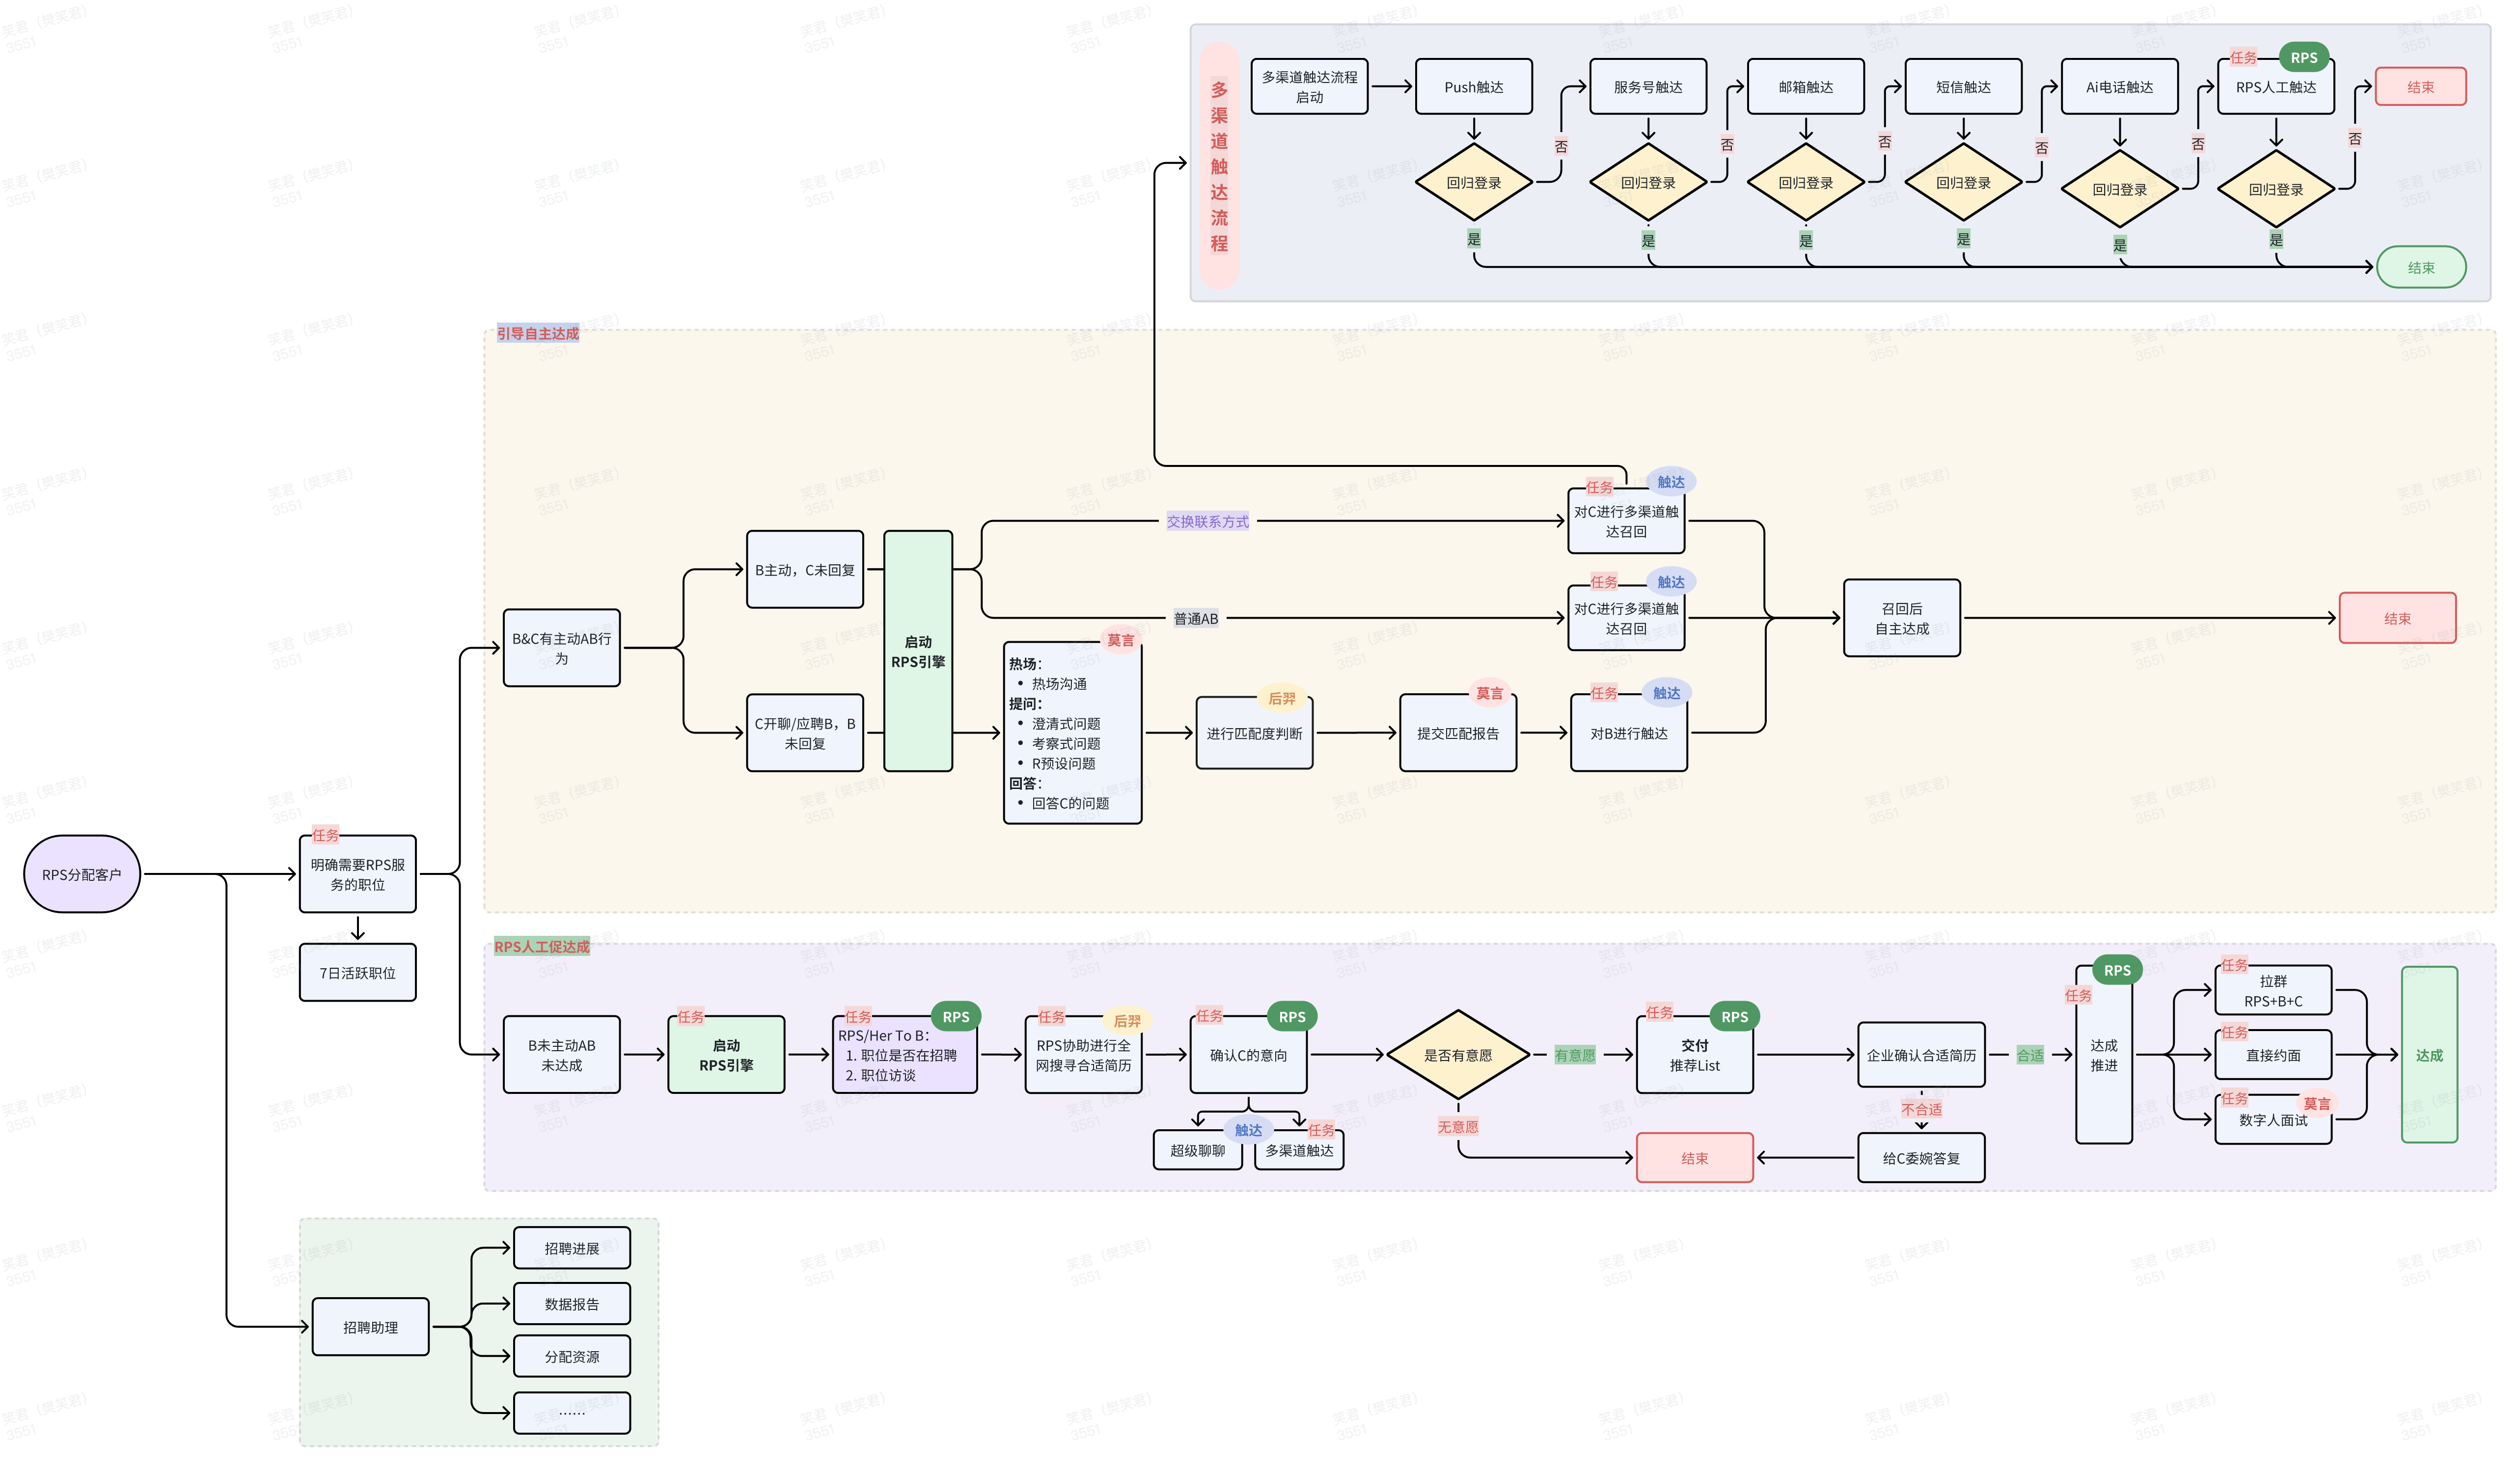 多渠道触达流程
多渠道触达流程
启动
Push触达
服务号触达
邮箱触达
短信触达
Ai电话触达
任务
RPS
RPS人工触达
结束
否
否
否
否
否
否
回归登录
回归登录
回归登录
回归登录
回归登录
回归登录
是
是
是
是
是
是
结束
引导自主达成
B&C有主动AB行
为
B主动，C未回复
C开聊/应聘B，B
未回复
启动
RPS引擎
交换联系方式
任务
触达
对C进行多渠道触
达召回
普通AB
任务
触达
对C进行多渠道触
达召回
莫言
热场：
• 热场沟通
提问：
• 澄清式问题
• 考察式问题
• R预设问题
回答：
• 回答C的问题
后羿
进行匹配度判断
莫言
提交匹配报告
任务
触达
对B进行触达
召回后
自主达成
结束
RPS分配客户
任务
明确需要RPS服
务的职位
7日活跃职位
RPS人工促达成
B未主动AB
未达成
任务
启动
RPS引擎
任务
RPS
RPS/Her To B：
1. 职位是否在招聘
2. 职位访谈
任务
后羿
RPS协助进行全
网搜寻合适简历
任务
RPS
确认C的意向
触达
任务
超级聊聊
多渠道触达
是否有意愿
有意愿
无意愿
任务
RPS
交付
推荐List
结束
企业确认合适简历
合适
不合适
给C委婉答复
RPS
任务
达成
推进
任务
拉群
RPS+B+C
任务
直接约面
任务
莫言
数字人面试
达成
招聘助理
招聘进展
数据报告
分配资源
……
笑君（樊笑君）
3551